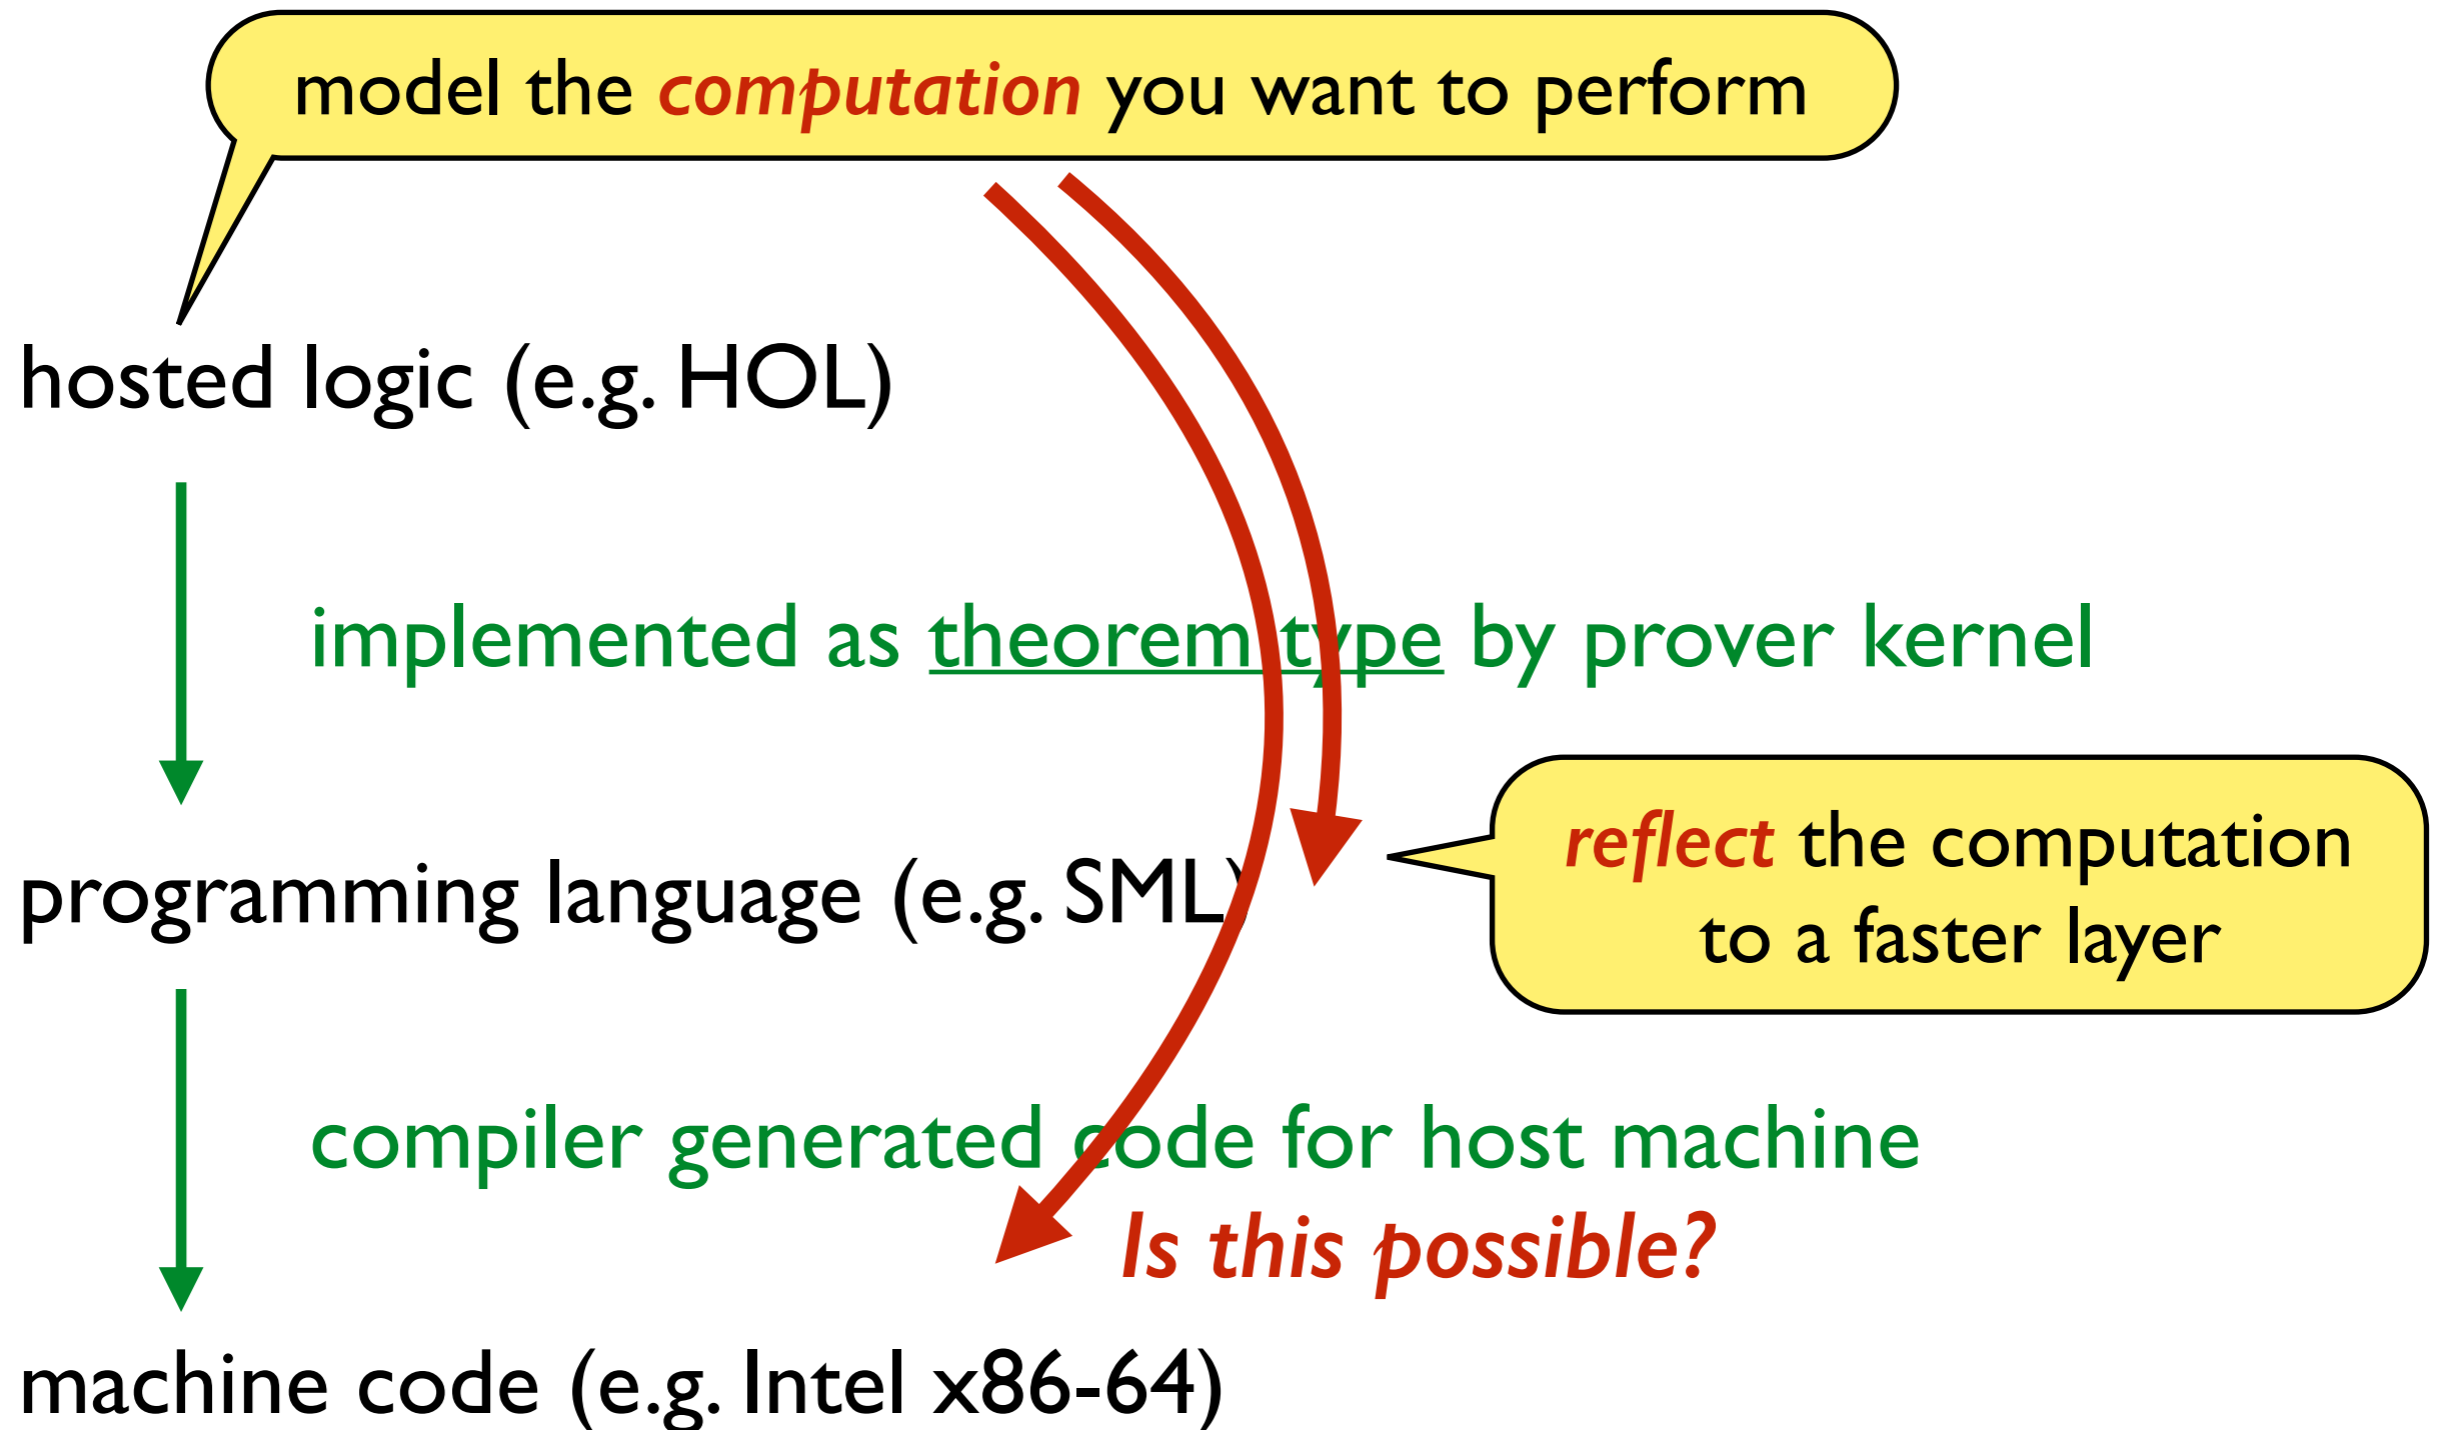 model the computation you want to perform
hosted logic (e.g. HOL)
implemented as theorem type by prover kernel
reflect the computation
to a faster layer
programming language (e.g. SML)
compiler generated code for host machine
Is this possible?
machine code (e.g. Intel x86-64)